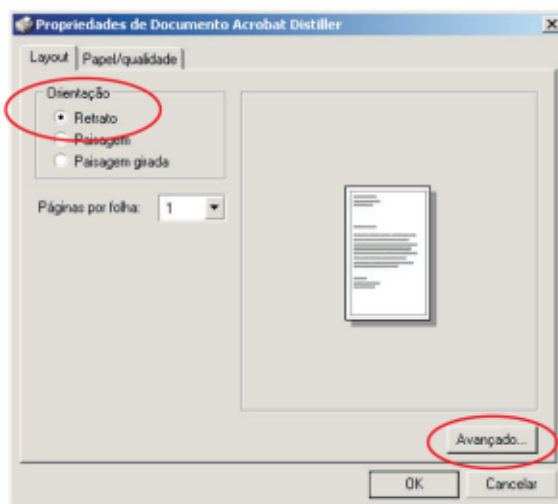 Propriedades de Documento Acrobat Distiller
Layout Papel/qualidade
Orientação
Retrato
Paisagem
Paisagem girada
Páginas por folha: 1
Avançado...
OK Cancelar